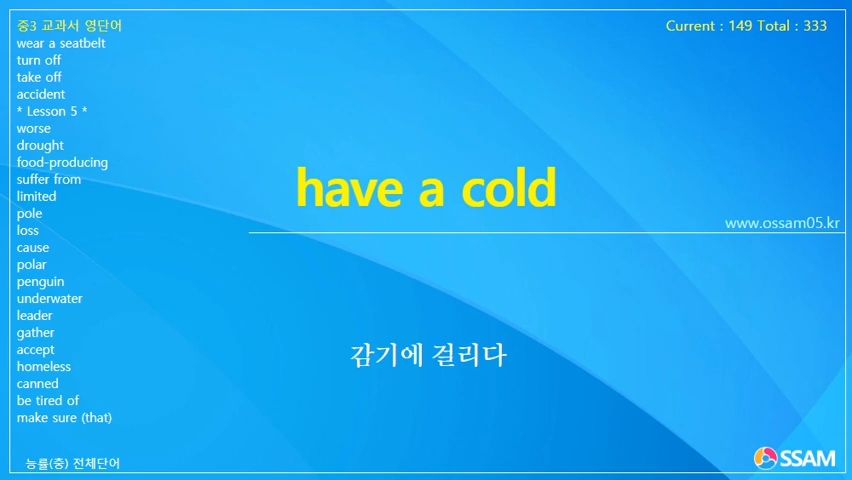 중3 교과서 영단어
Current : 149 Total : 333
wear a seatbelt
turn off
take off
accident
* Lesson 5 *
worse
drought
food-producing
suffer from
limited
pole
loss
cause
polar
penguin
underwater
leader
gather
accept
homeless
canned
be tired of
make sure (that)
have a cold
www.ossam05.kr
감기에 걸리다
능률(중) 전체단어
OSSAM